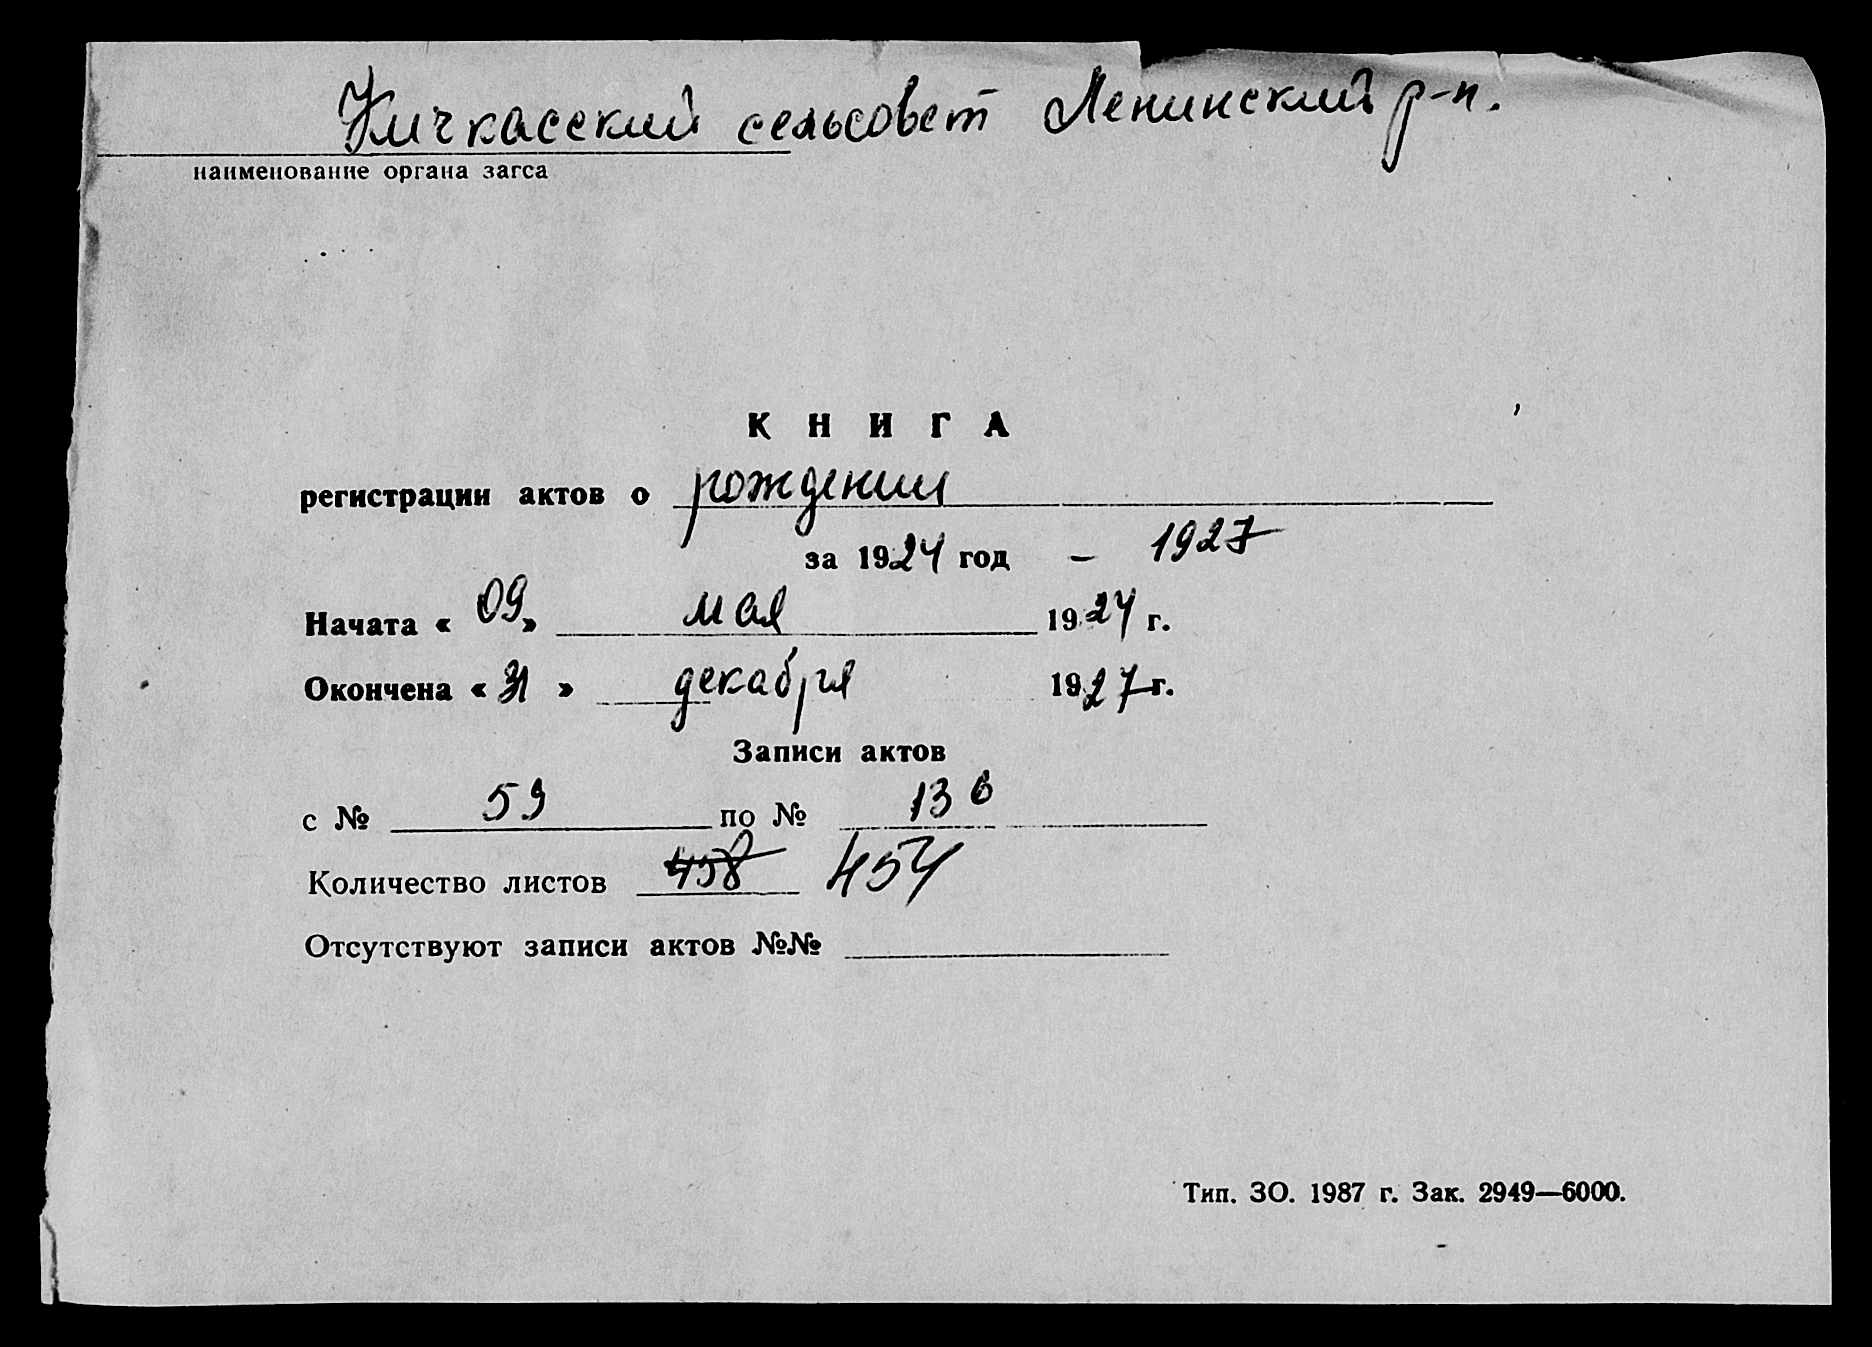 Кичкасский сельсовет Ленинский р-н.
наименование органа загса
КНИГА
регистрации актов о рождении
за 1924 год – 1927
Начата « 09» мая 1924 г.
Окончена « 31 » декабря 1927 г.
Записи актов
с № 59 по № 136
Количество листов 458 454
Отсутствуют записи актов №№
Тип. ЗО. 1987 г. Зак. 2949—6000.